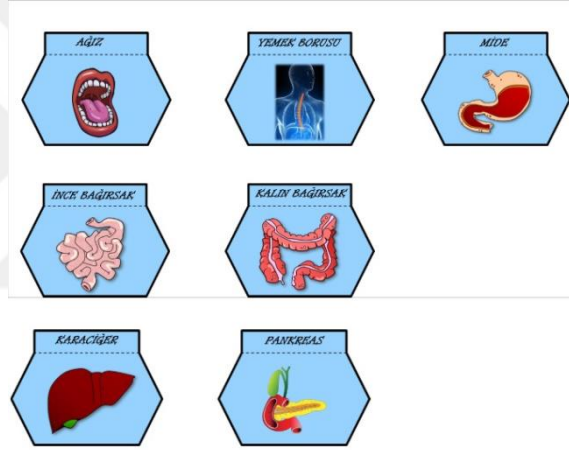 AĞIZ
YEMEK BORUSU
MİDE
İNCE BAĞIRSAK
KALIN BAĞIRSAK
KARACİĞER
PANKREAS